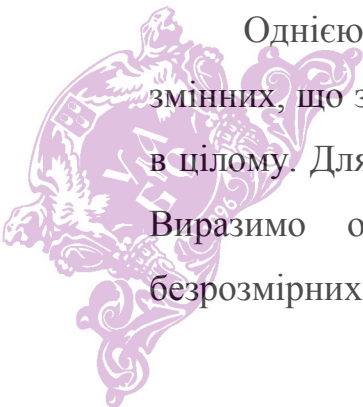 Однією
змінних, що з
в цілому. Для
Виразимо о
безрозмірних